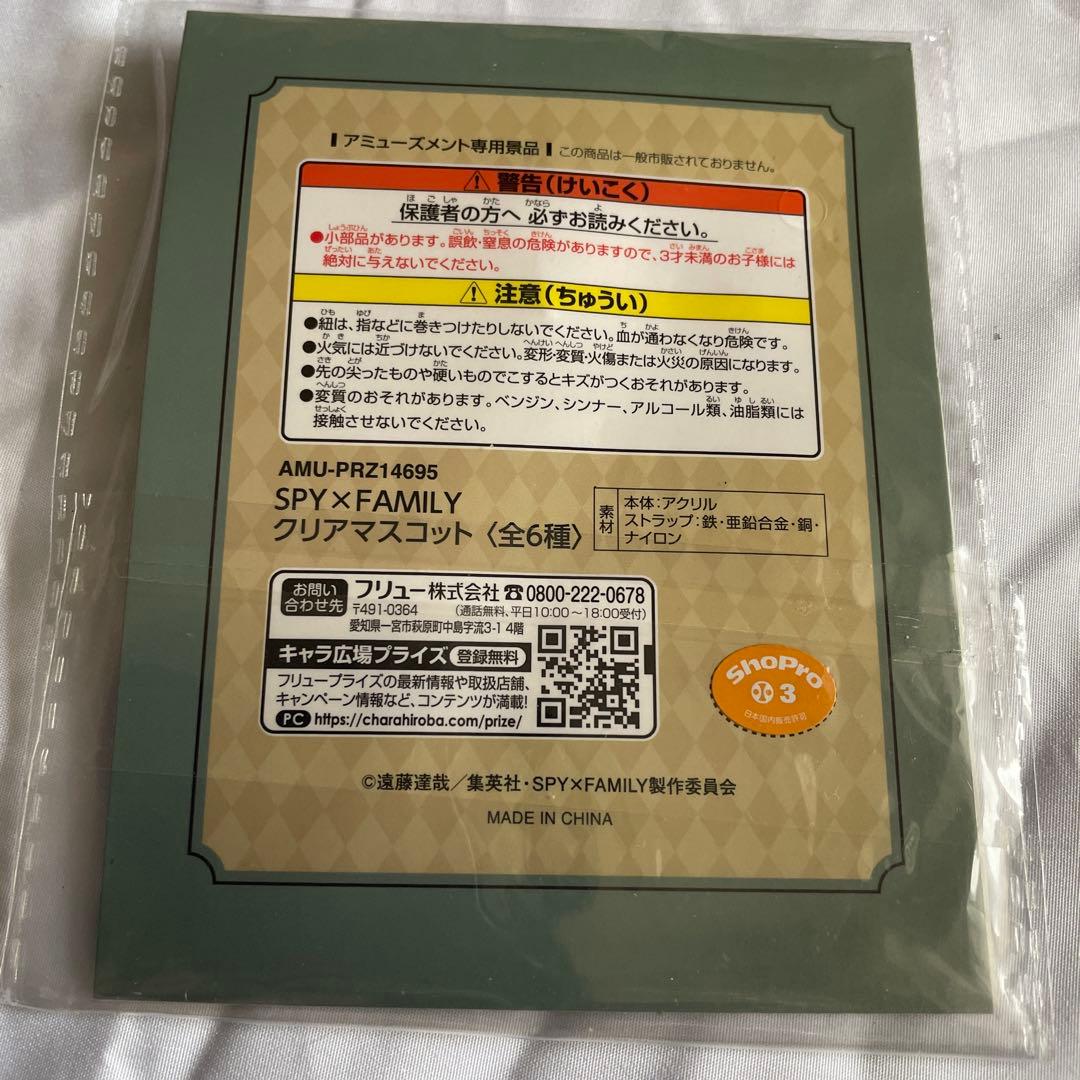 アミューズメント専用景品 この商品は一般市販されておりません。
警告(けいこく)
保護者の方へ 必ずお読みください。
●小部品があります。誤飲・窒息の危険がありますので、3才未満のお子様には
絶対に与えないでください。
注意(ちゅうい)
●紐は、指などに巻きつけたりしないでください。血が通わなくなり危険です。
●火気には近づけないでください。変形・変質・火傷または火災の原因になります。
●先の尖ったものや硬いものでこするとキズがつくおそれがあります。
●変質のおそれがあります。ベンジン、シンナー、アルコール類、油脂類には
接触させないでください。
AMU-PRZ14695
SPY×FAMILY
クリアマスコット〈全6種〉
素材
本体:アクリル
ストラップ:鉄・亜鉛合金・銅・
ナイロン
お問い合わせ先
フリュー株式会社 ☎0800-222-0678
〒491-0364 (通話無料、平日10:00~18:00受付)
愛知県一宮市萩原町中島字流3-1 4階
キャラ広場プライズ 登録無料
フリュープライズの最新情報や取扱店舗、
キャンペーン情報など、コンテンツが満載!
PC https://charahiroba.com/prize/
ShoPro
3
日本国内販売許可
©遠藤達哉/集英社・SPY×FAMILY製作委員会
MADE IN CHINA